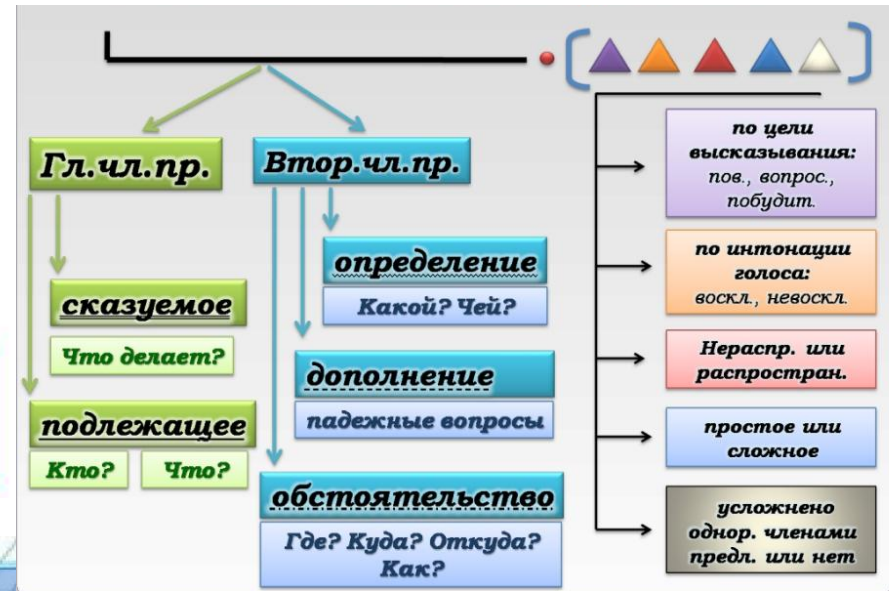 Гл.чл.пр.
Втор.чл.пр.
сказуемое
Что делает?
подлежащее
Кто?
Что?
определение
Какой? Чей?
дополнение
падежные вопросы
обстоятельство
Где? Куда? Откуда?
Как?
по цели
высказывания:
пов., вопрос.,
побудит.
по интонации
голоса:
воскл., невоскл.
Нераспр. или
распростран.
простое или
сложное
усложнено
однор. членами
предл. или нет